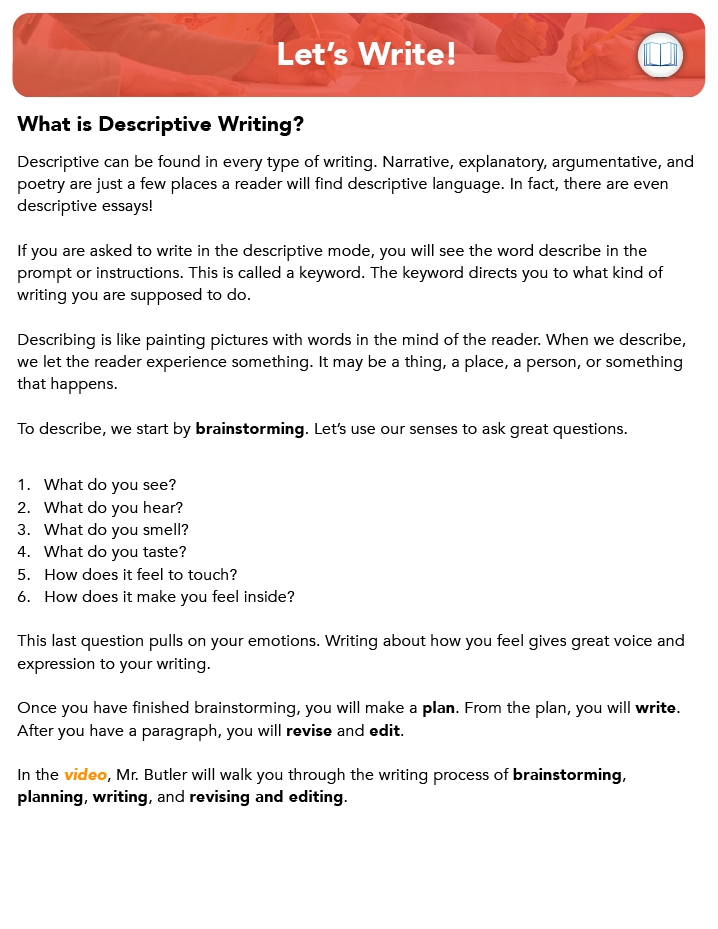 Let’s Write!
What is Descriptive Writing?
Descriptive can be found in every type of writing. Narrative, explanatory, argumentative, and
poetry are just a few places a reader will find descriptive language. In fact, there are even
descriptive essays!
If you are asked to write in the descriptive mode, you will see the word describe in the
prompt or instructions. This is called a keyword. The keyword directs you to what kind of
writing you are supposed to do.
Describing is like painting pictures with words in the mind of the reader. When we describe,
we let the reader experience something. It may be a thing, a place, a person, or something
that happens.
To describe, we start by brainstorming. Let’s use our senses to ask great questions.
1. What do you see?
2. What do you hear?
3. What do you smell?
4. What do you taste?
5. How does it feel to touch?
6. How does it make you feel inside?
This last question pulls on your emotions. Writing about how you feel gives great voice and
expression to your writing.
Once you have finished brainstorming, you will make a plan. From the plan, you will write.
After you have a paragraph, you will revise and edit.
In the video, Mr. Butler will walk you through the writing process of brainstorming,
planning, writing, and revising and editing.